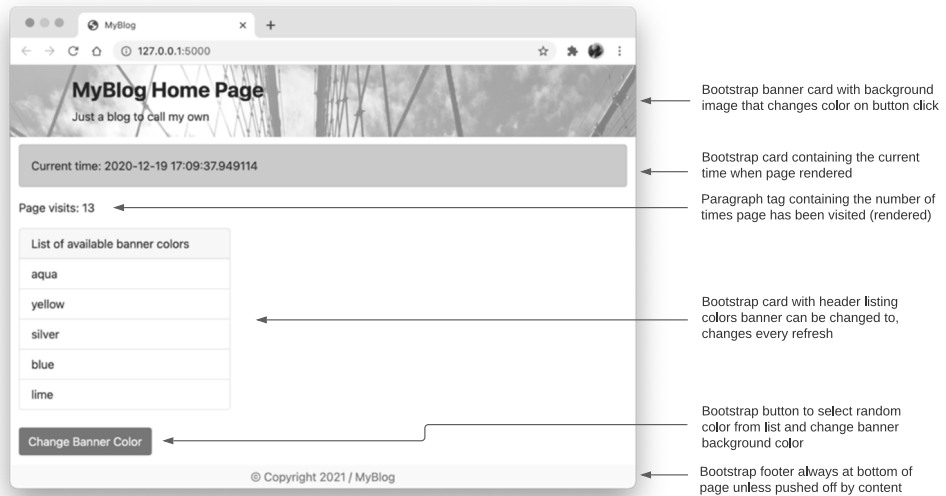 MyBlog
127.0.0.1:5000
MyBlog Home Page
Just a blog to call my own
Bootstrap banner card with background
image that changes color on button click
Current time: 2020-12-19 17:09:37.949114
Bootstrap card containing the current
time when page rendered
Page visits: 13
Paragraph tag containing the number of
times page has been visited (rendered)
List of available banner colors
aqua
yellow
silver
blue
lime
Bootstrap card with header listing
colors banner can be changed to,
changes every refresh
Change Banner Color
Bootstrap button to select random
color from list and change banner
background color
© Copyright 2021 / MyBlog
Bootstrap footer always at bottom of
page unless pushed off by content